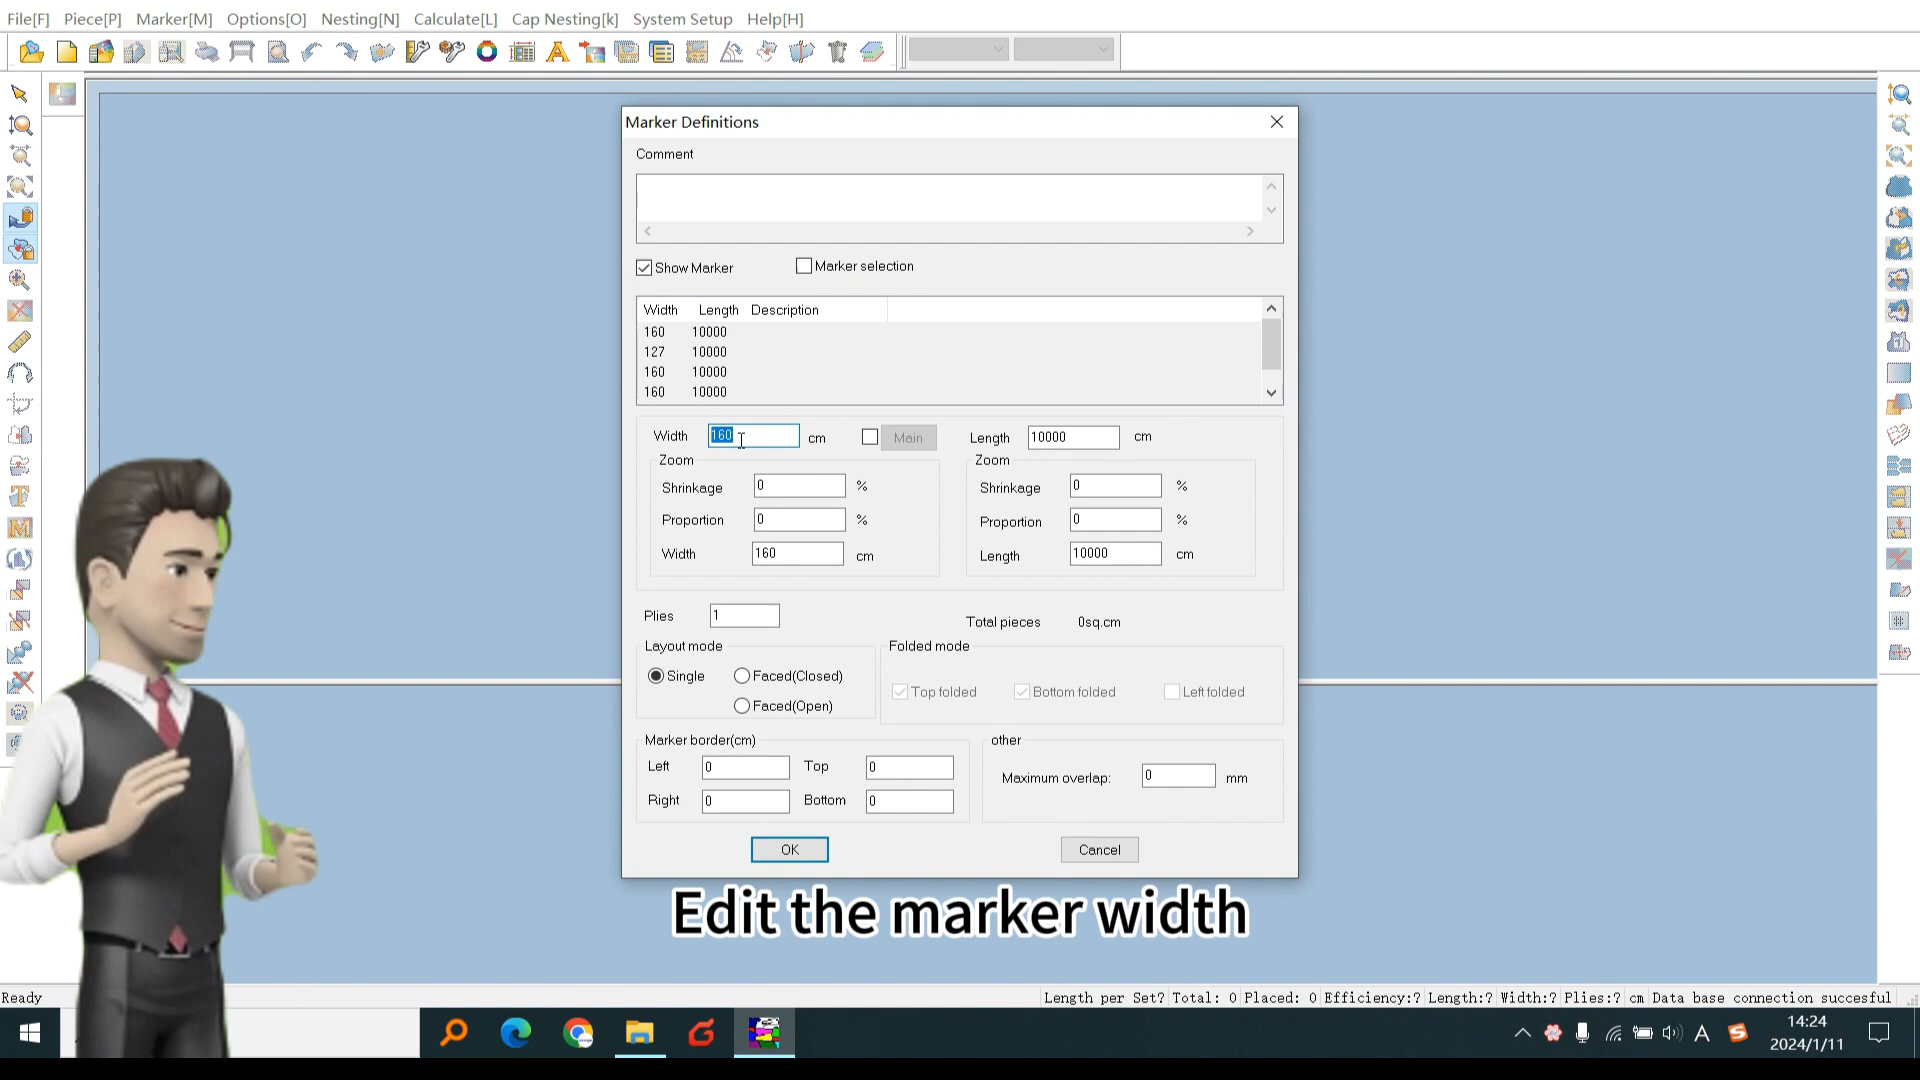 File[F] Piece[P] Marker[M] Options[O] Nesting[N] Calculate[L] Cap Nesting[k] System Setup Help[H]
Marker Definitions
Comment
Show Marker Marker selection
Width Length Description
160 10000
127 10000
160 10000
160 10000
Width 160 cm Main Length 10000 cm
Zoom Zoom
Shrinkage 0 % Shrinkage 0 %
Proportion 0 % Proportion 0 %
Width 160 cm Length 10000 cm
Plies 1 Total pieces 0sq.cm
Layout mode Folded mode
Single Faced(Closed) Top folded Bottom folded Left folded
Faced(Open)
Marker border(cm) other
Left 0 Top 0 Maximum overlap: 0 mm
Right 0 Bottom 0
OK Cancel
Edit the marker width
Ready Length per Set? Total: 0 Placed: 0 Efficiency:? Length:? Width:? Plies:? cm Data base connection succesful
14:24
2024/1/11